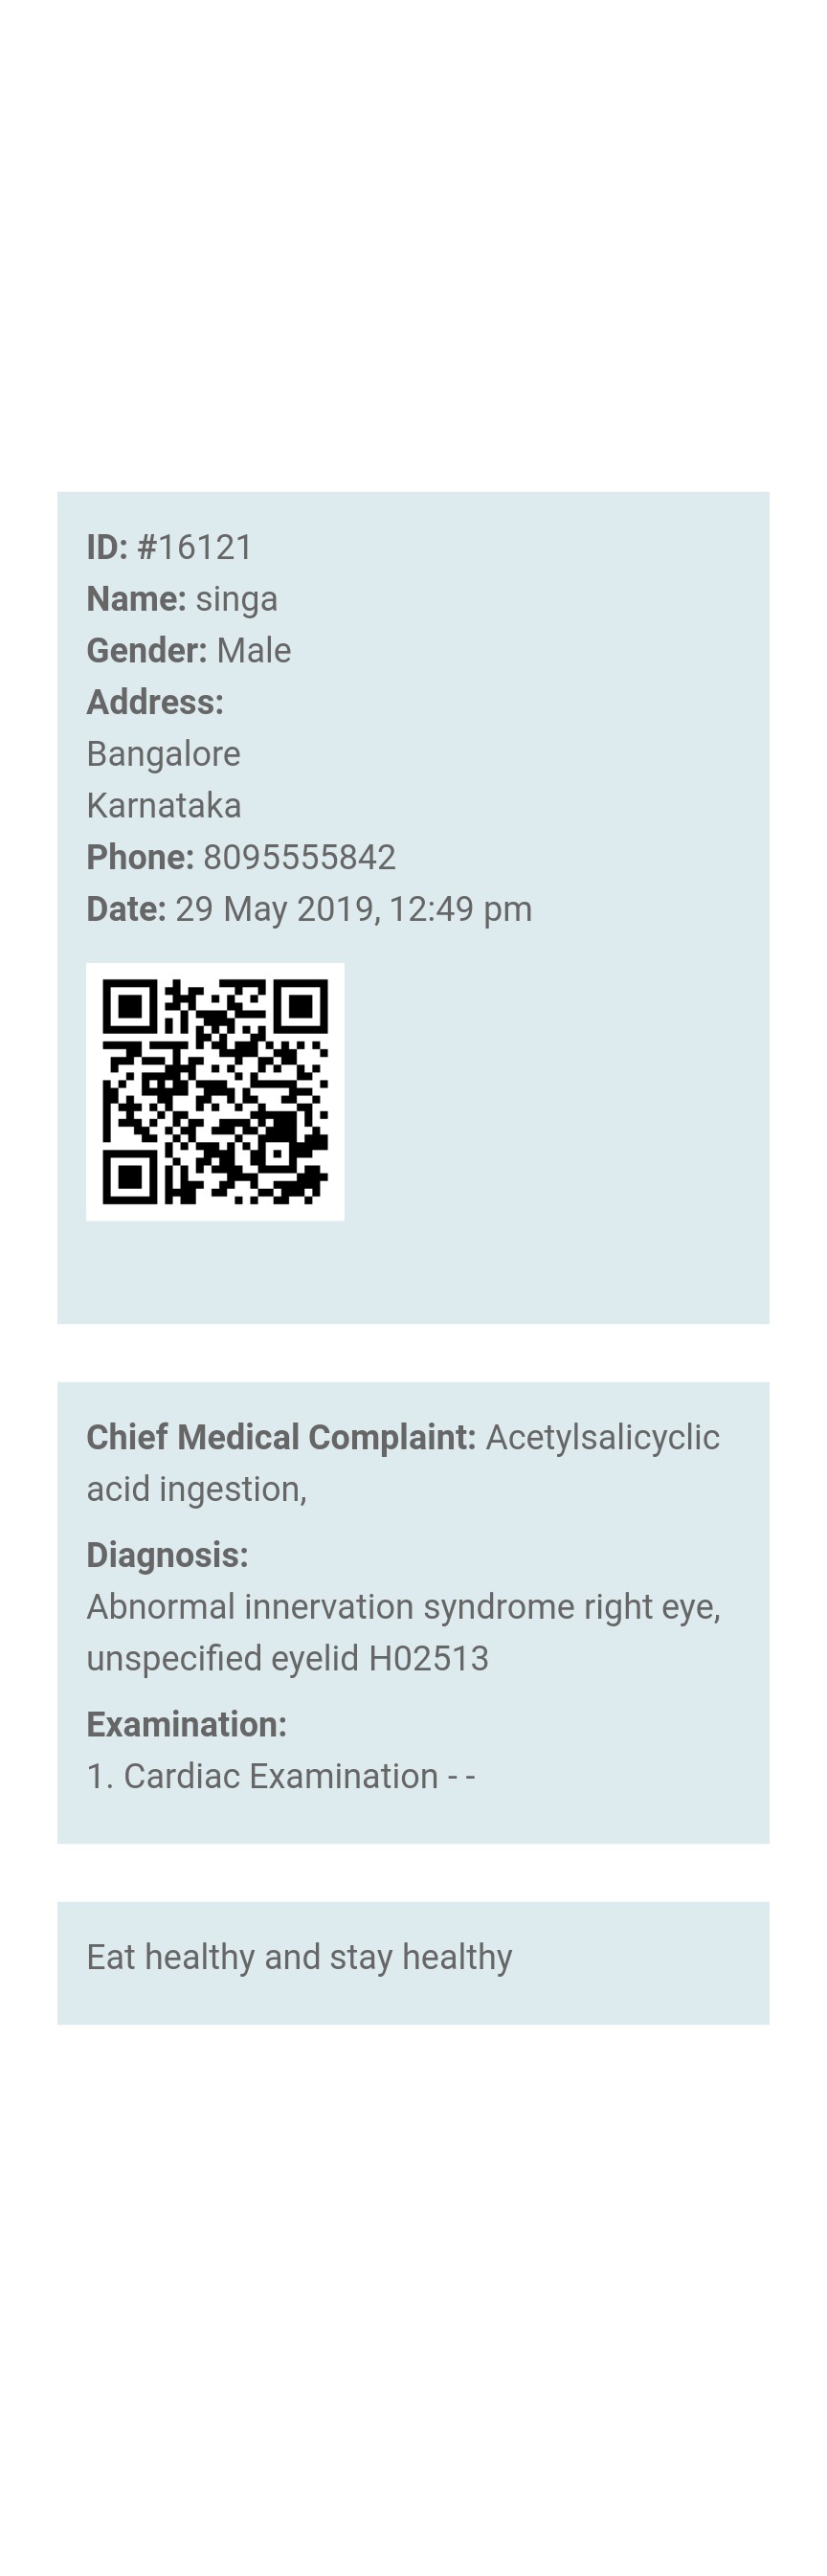 ID: #16121
Name: singa
Gender: Male
Address:
Bangalore
Karnataka
Phone: 8095555842
Date: 29 May 2019, 12:49 pm
Chief Medical Complaint: Acetylsalicyclic
acid ingestion,
Diagnosis:
Abnormal innervation syndrome right eye,
unspecified eyelid H02513
Examination:
1. Cardiac Examination - -
Eat healthy and stay healthy